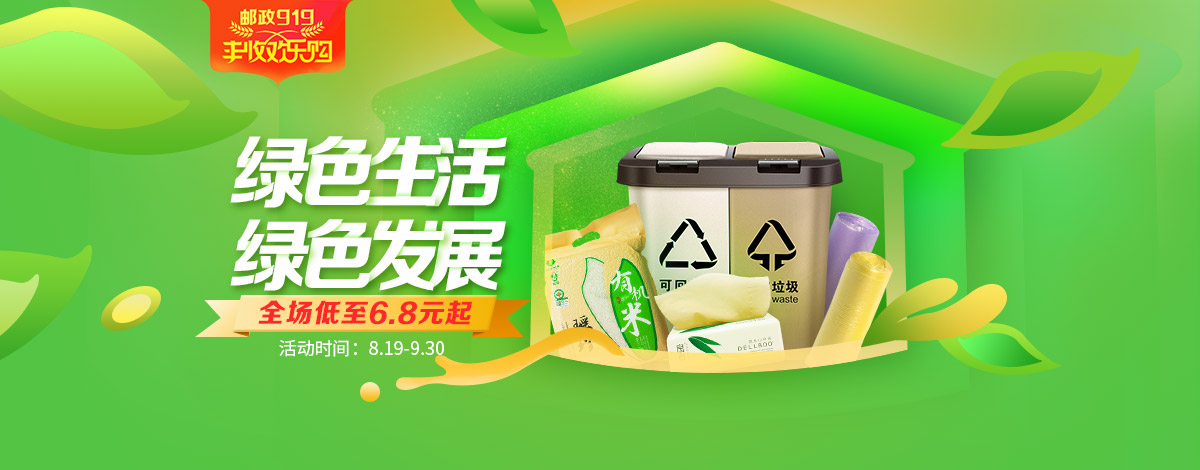 邮政919
丰收欢乐购
绿色生活
绿色发展
全场低至6.8元起
活动时间：8.19-9.30
可回
垃圾
waste
有机米
DELLBOO